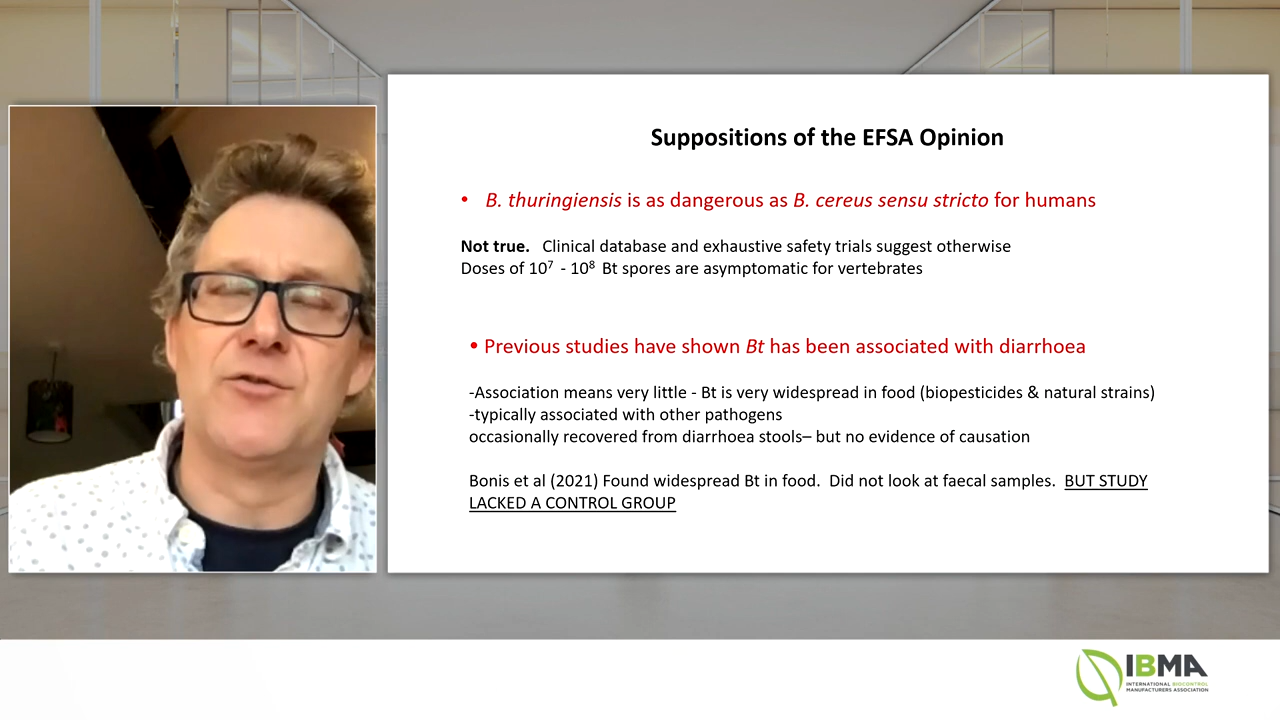 Suppositions of the EFSA Opinion
• B. thuringiensis is as dangerous as B. cereus sensu stricto for humans
Not true. Clinical database and exhaustive safety trials suggest otherwise
Doses of 10⁷ - 10⁸ Bt spores are asymptomatic for vertebrates
• Previous studies have shown Bt has been associated with diarrhoea
-Association means very little - Bt is very widespread in food (biopesticides & natural strains)
-typically associated with other pathogens
occasionally recovered from diarrhoea stools– but no evidence of causation
Bonis et al (2021) Found widespread Bt in food. Did not look at faecal samples. BUT STUDY
LACKED A CONTROL GROUP
IBMA
INTERNATIONAL BIOCONTROL
MANUFACTURERS ASSOCIATION